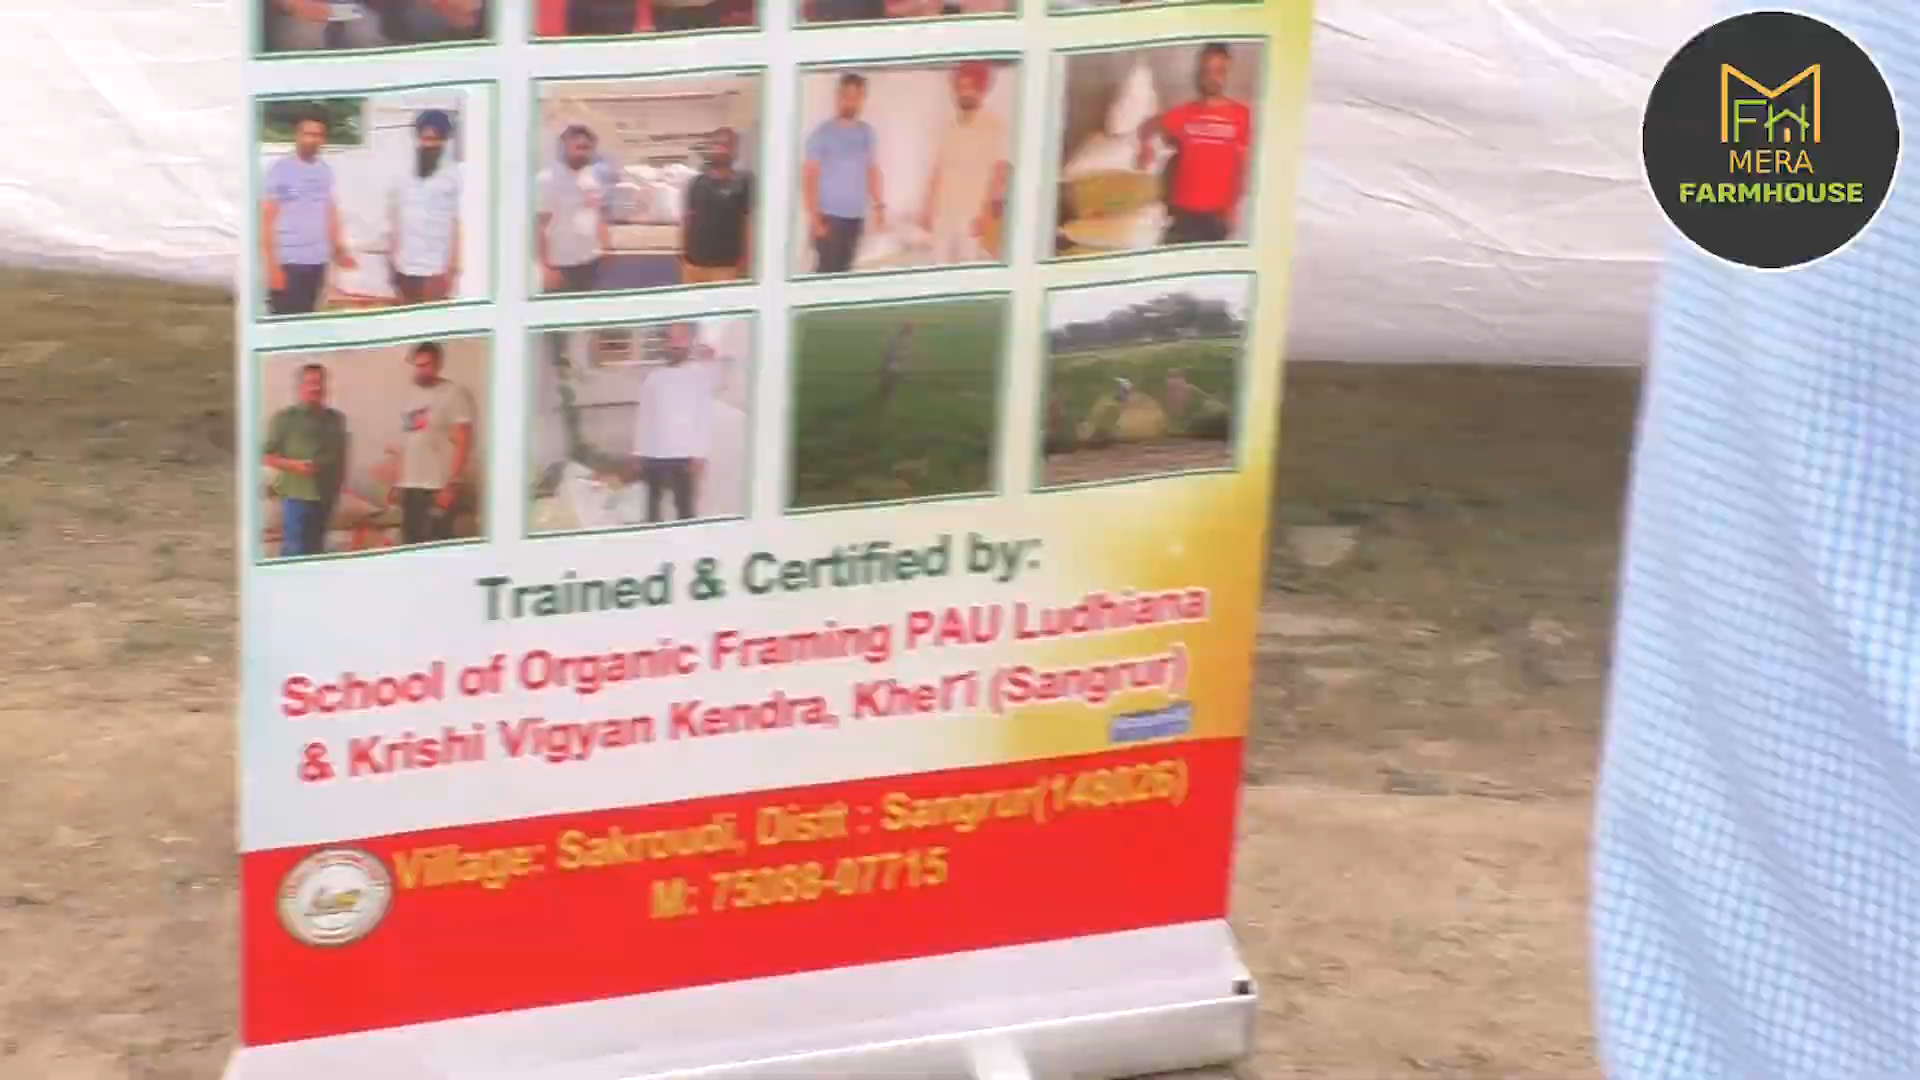 MERA
FARMHOUSE
Trained & Certified by:
School of Organic Framing PAU Ludhiana
& Krishi Vigyan Kendra, Kheri (Sangrur)
Village: Sakroudi, Distt : Sangrur(148026)
M: 75088-07715